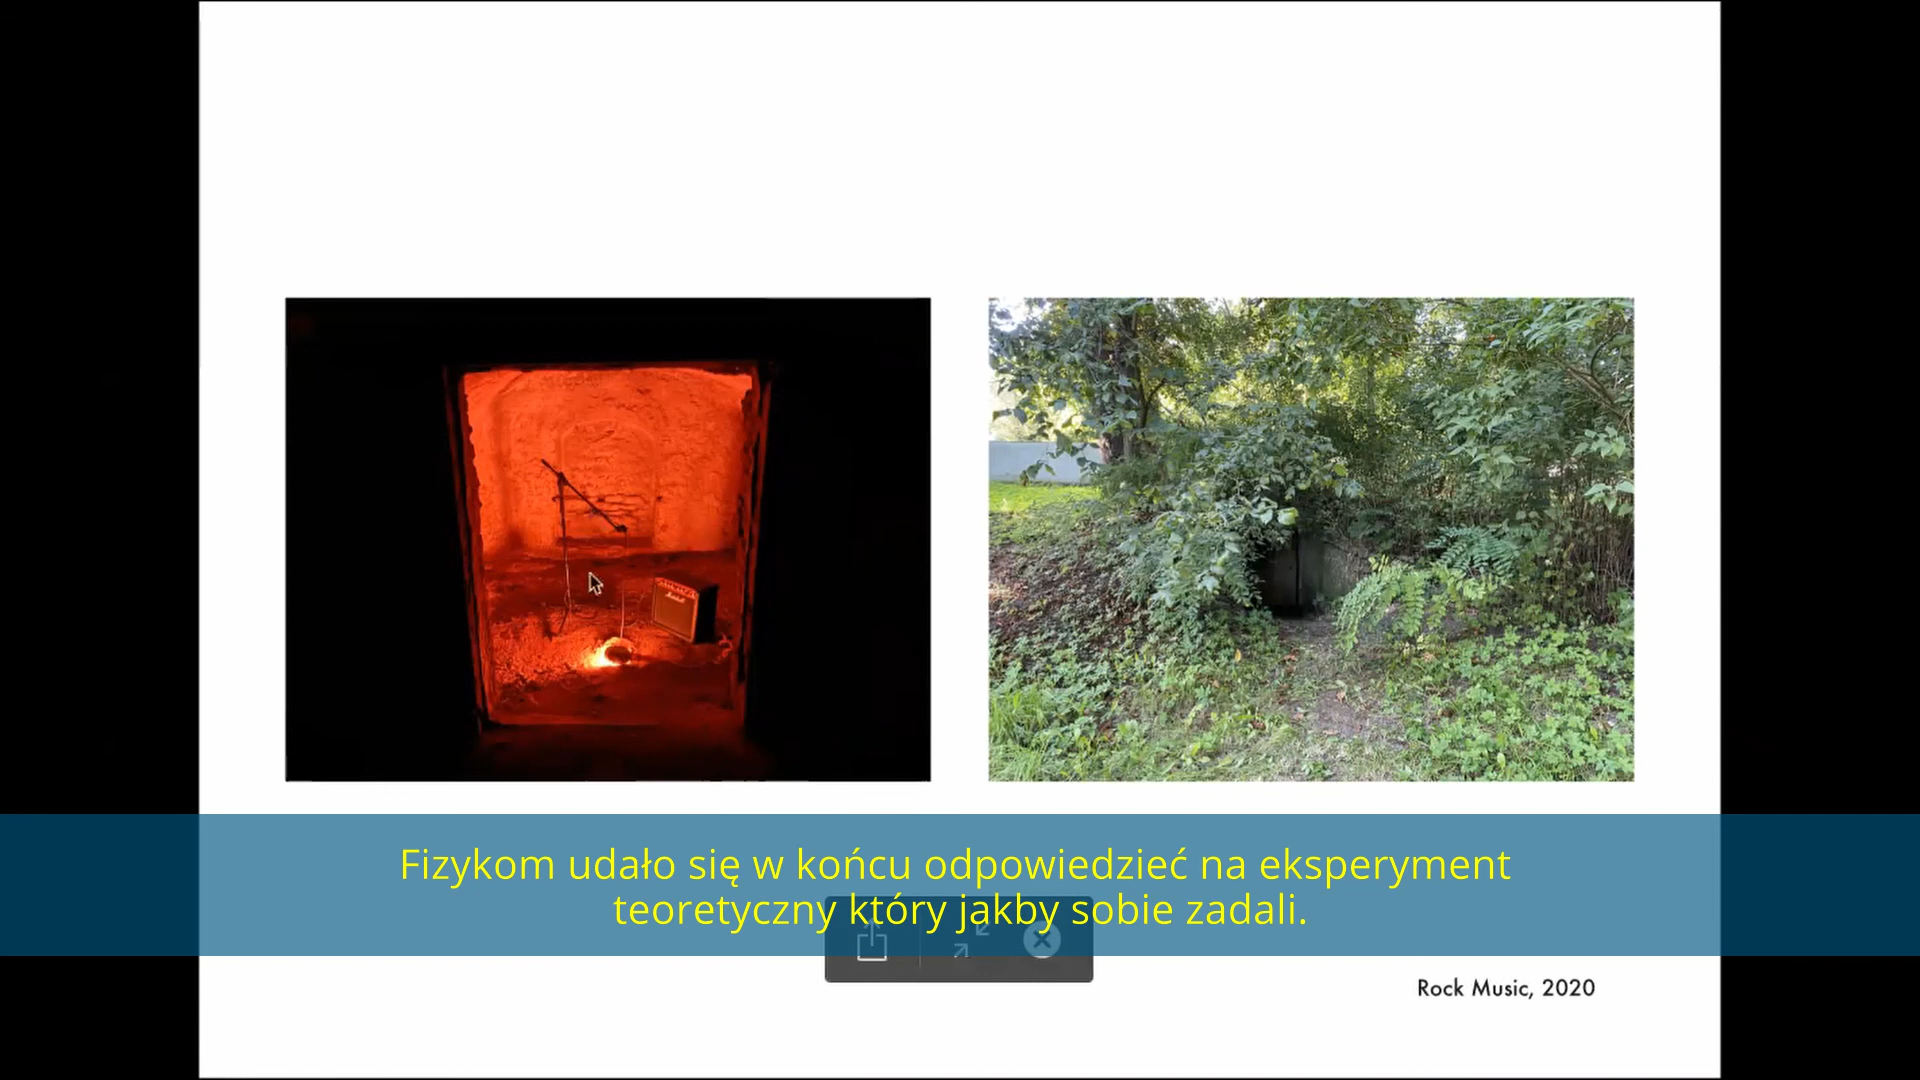 Fizykom udało się w końcu odpowiedzieć na eksperyment
teoretyczny który jakby sobie zadali.
Rock Music, 2020